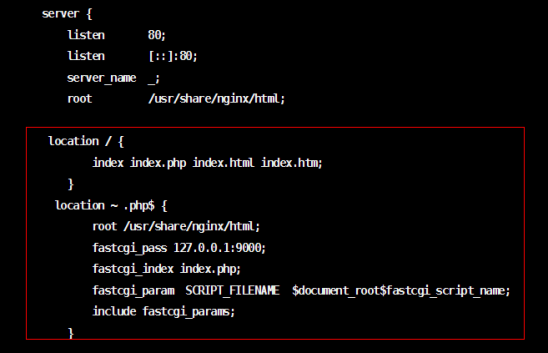 server {
listen 80;
listen [::]:80;
server_name _;
root /usr/share/nginx/html;
location / {
index index.php index.html index.htm;
}
location ~ .php$ {
root /usr/share/nginx/html;
fastcgi_pass 127.0.0.1:9000;
fastcgi_index index.php;
fastcgi_param SCRIPT_FILENAME $document_root$fastcgi_script_name;
include fastcgi_params;
}